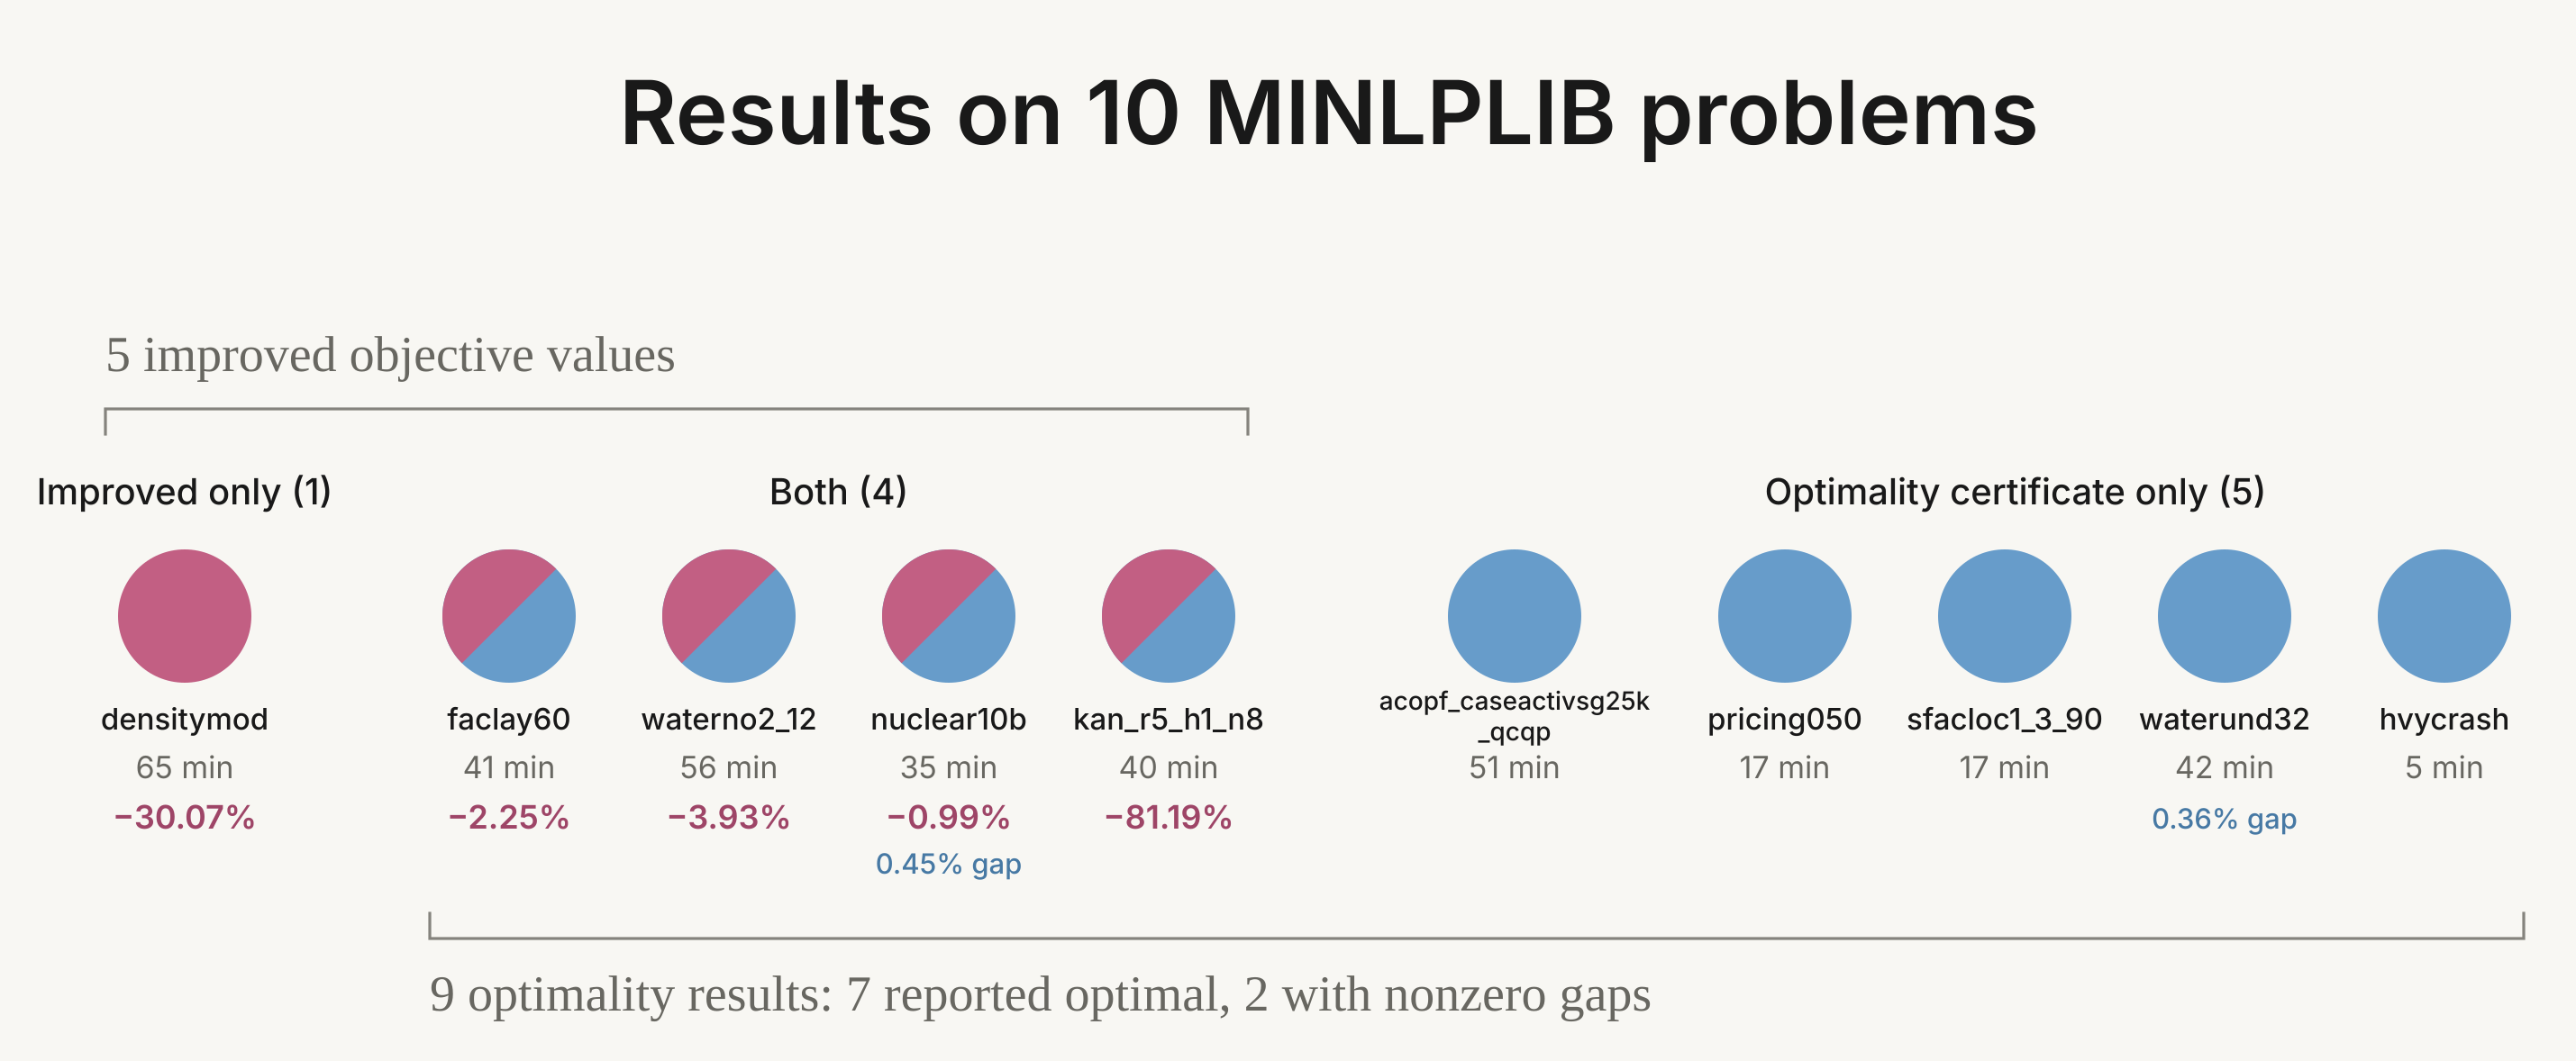 Results on 10 MINLPLIB problems
5 improved objective values
Improved only (1)
Both (4)
Optimality certificate only (5)
densitymod
65 min
−30.07%
faclay60
41 min
−2.25%
waterno2_12
56 min
−3.93%
nuclear10b
35 min
−0.99%
0.45% gap
kan_r5_h1_n8
40 min
−81.19%
acopf_caseactivsg25k
_qcqp
51 min
pricing050
17 min
sfacloc1_3_90
17 min
waterund32
42 min
0.36% gap
hvycrash
5 min
9 optimality results: 7 reported optimal, 2 with nonzero gaps